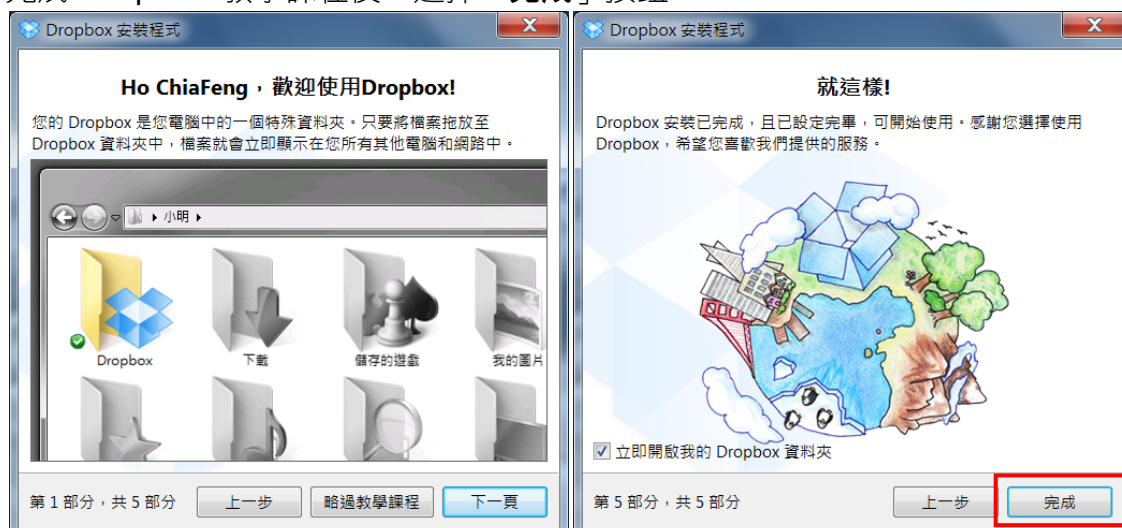 Dropbox 安裝程式
Ho ChiaFeng，歡迎使用Dropbox!
您的 Dropbox 是您電腦中的一個特殊資料夾。只要將檔案拖放至
Dropbox 資料夾中，檔案就會立即顯示在您所有其他電腦和網路中。
小明
Dropbox
下載
儲存的遊戲
我的圖片
第 1 部分，共 5 部分
上一步
略過教學課程
下一頁
Dropbox 安裝程式
就這樣!
Dropbox 安裝已完成，且已設定完畢，可開始使用。感謝您選擇使用
Dropbox，希望您喜歡我們提供的服務。
立即開啟我的 Dropbox 資料夾
第 5 部分，共 5 部分
上一步
完成